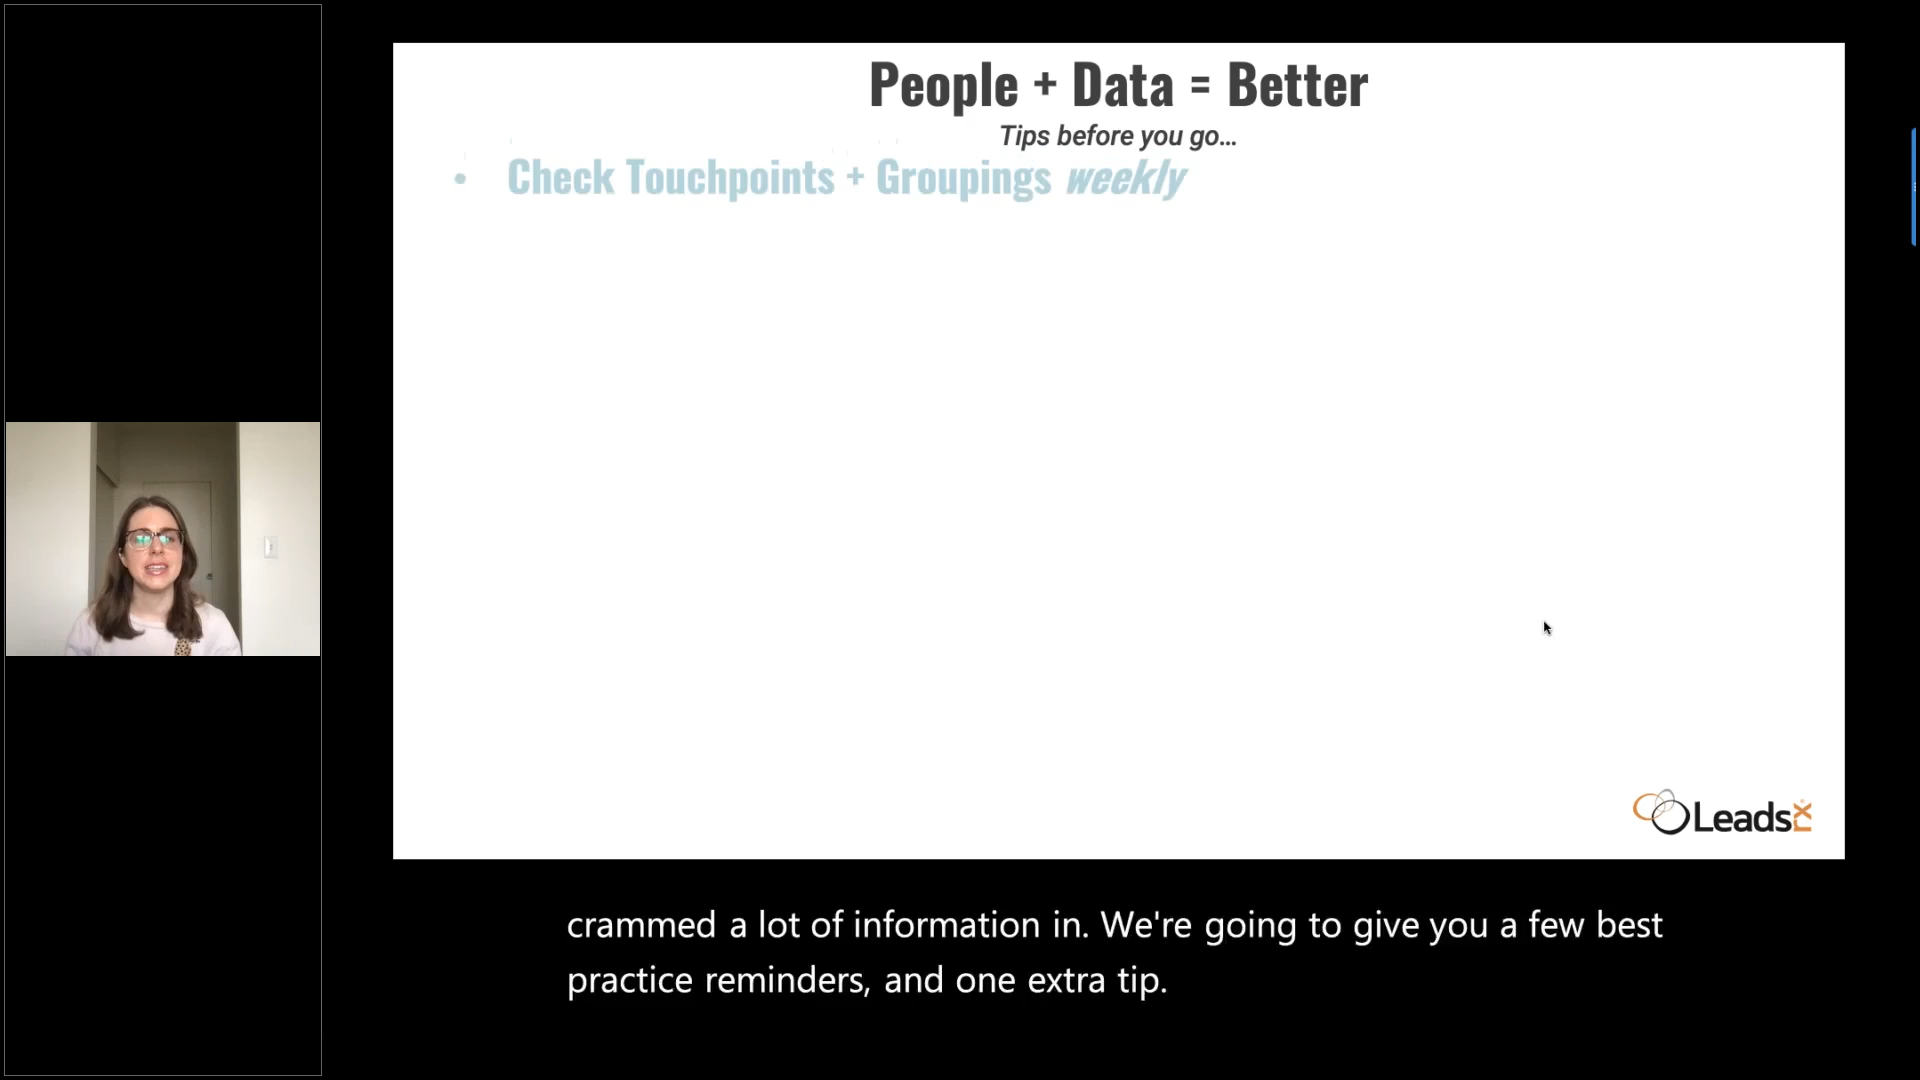 People + Data = Better
Tips before you go...
• Check Touchpoints + Groupings weekly
LeadsRx
crammed a lot of information in. We're going to give you a few best
practice reminders, and one extra tip.